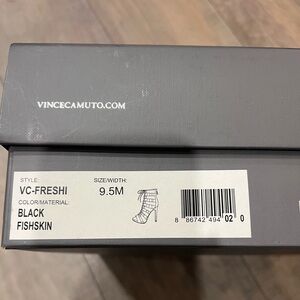 VINCECAMUTO.COM
STYLE: SIZE/WIDTH:
VC-FRESHI 9.5M
COLOR/MATERIAL:
BLACK
FISHSKIN
8 86742 494 02 0